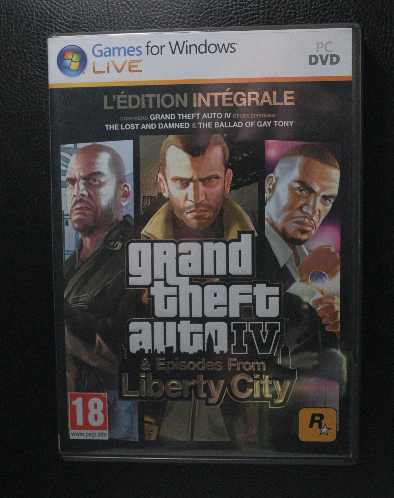 Games for Windows
LIVE
PC
DVD
L'ÉDITION INTÉGRALE
COMPREND GRAND THEFT AUTO IV ET LES ÉPISODES
THE LOST AND DAMNED & THE BALLAD OF GAY TONY
grand
theft
auto IV
& Episodes From
Liberty City
18
www.pegi.info
R